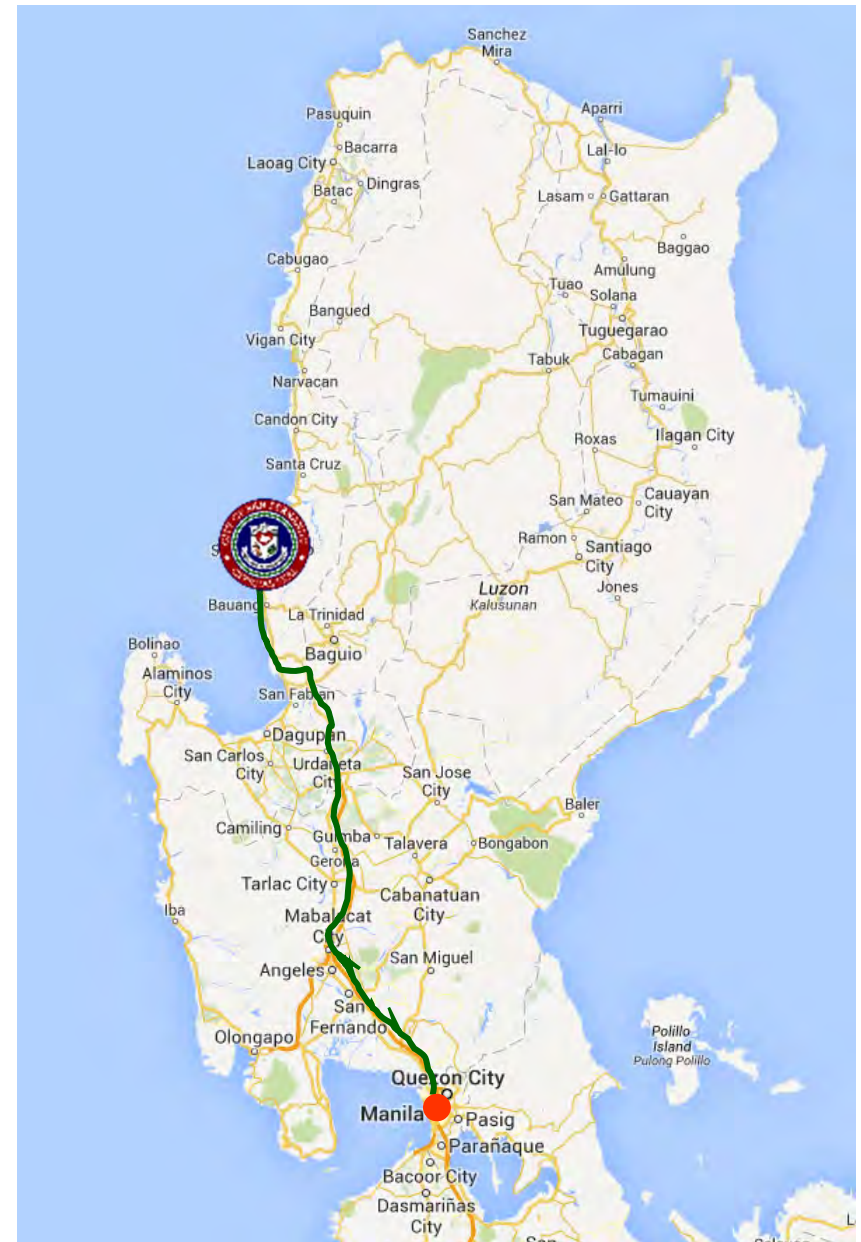 Sanchez
Mira
Aparri
Pasuquin
Bacarra
Lal-lo
Laoag City
Dingras
Batac
Lasam
Gattaran
Baggao
Cabugao
Amulung
Tuao
Solana
Bangued
Tuguegarao
Vigan City
Cabagan
Tabuk
Narvacan
Tumauini
Candon City
Roxas
Ilagan City
Santa Cruz
San Mateo
Cauayan
City
CITY OF SAN FERNANDO
Ramon
Santiago
City
Luzon
Kalusunan
Jones
Bauang
La Trinidad
Bolinao
Baguio
Alaminos
City
San Fabian
Dagupan
San Carlos
City
Urdaneta
City
San Jose
City
Baler
Camiling
Guimba
Talavera
Bongabon
Gerona
Tarlac City
Cabanatuan
City
Iba
Mabalacat
City
San Miguel
Angeles
San
Fernando
Olongapo
Polillo
Island
Pulong Polillo
Quezon City
Manila
Pasig
Parañaque
Bacoor City
Dasmariñas
City